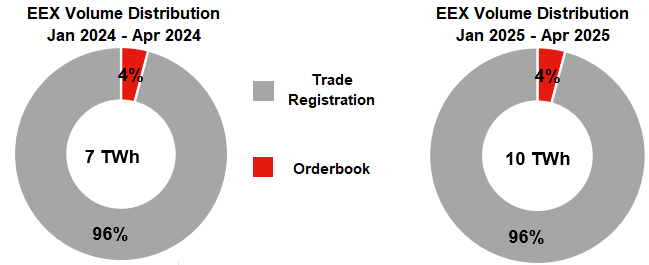 EEX Volume Distribution
Jan 2024 - Apr 2024
4%
7 TWh
96%
Trade
Registration
Orderbook
EEX Volume Distribution
Jan 2025 - Apr 2025
4%
10 TWh
96%